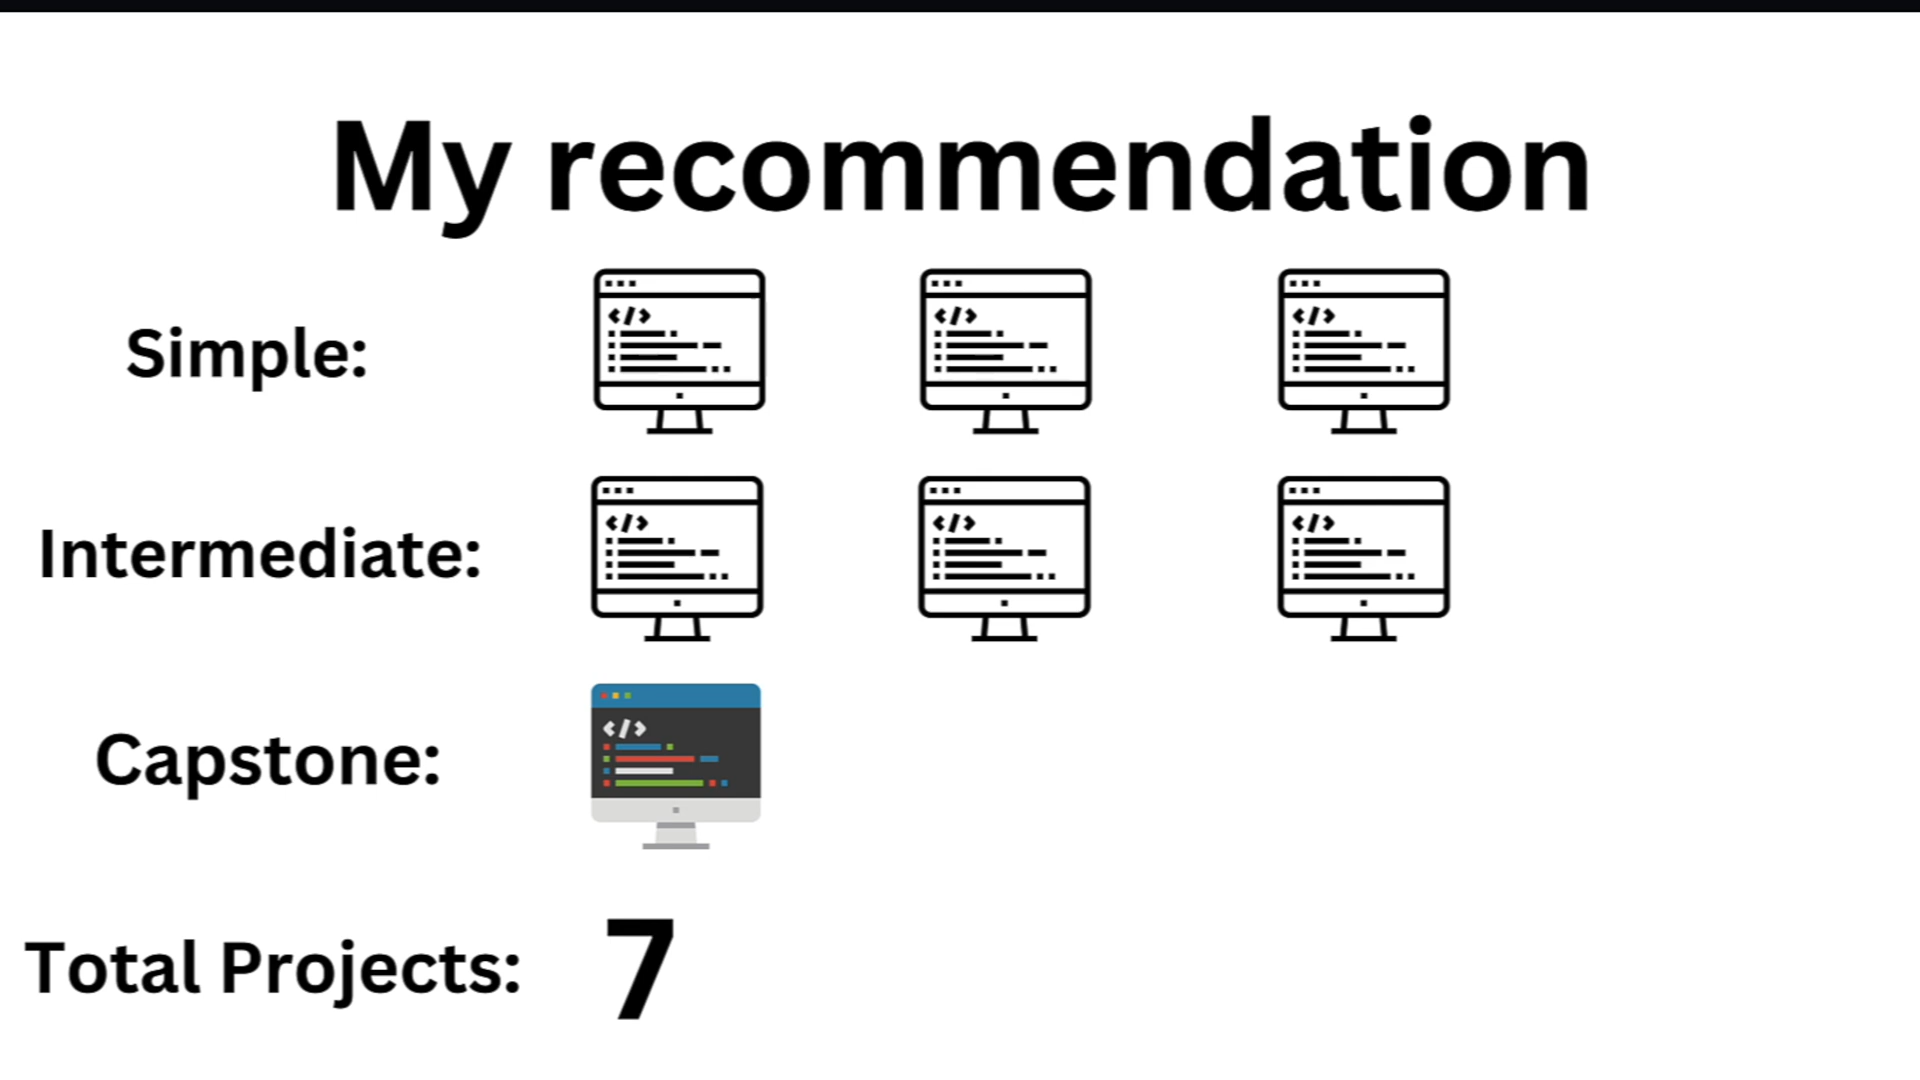 My recommendation
Simple:
</>
</>
</>
Intermediate:
</>
</>
</>
Capstone:
</>
Total Projects: 7